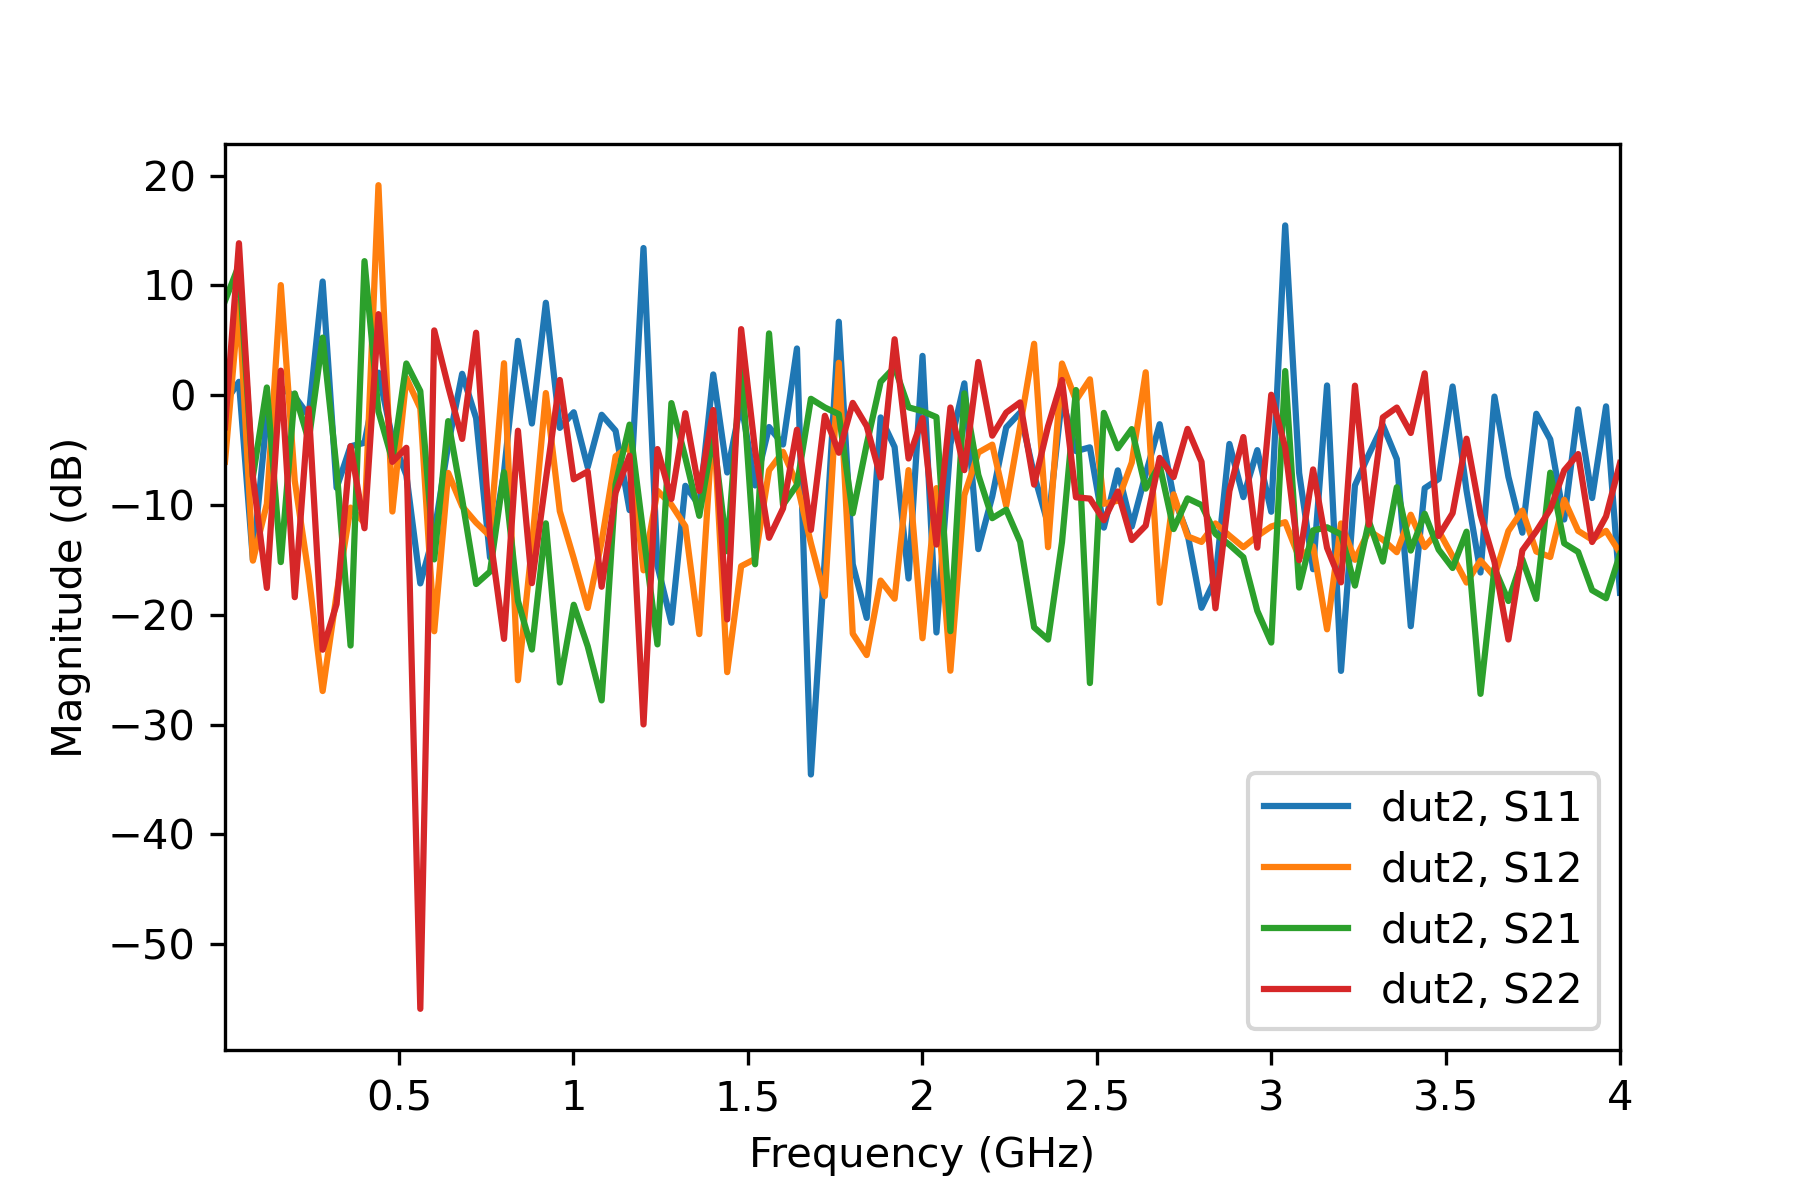 20
10
0
−10
−20
−30
−40
−50
Magnitude (dB)
dut2, S11
dut2, S12
dut2, S21
dut2, S22
0.5 1 1.5 2 2.5 3 3.5 4
Frequency (GHz)